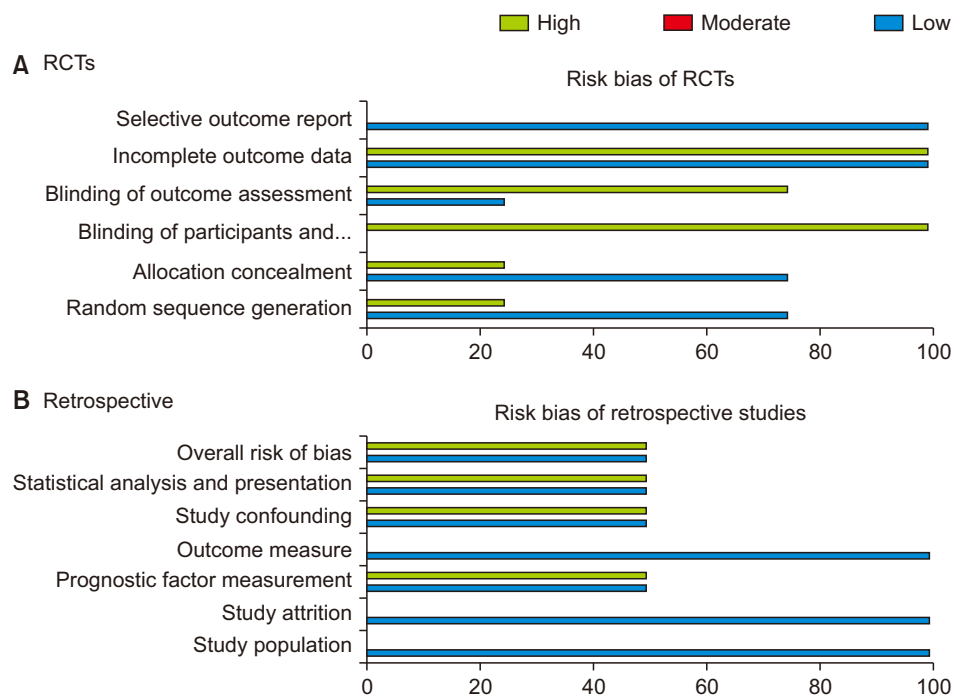 High Moderate Low
A RCTs
Risk bias of RCTs
Selective outcome report
Incomplete outcome data
Blinding of outcome assessment
Blinding of participants and...
Allocation concealment
Random sequence generation
0 20 40 60 80 100
B Retrospective
Risk bias of retrospective studies
Overall risk of bias
Statistical analysis and presentation
Study confounding
Outcome measure
Prognostic factor measurement
Study attrition
Study population
0 20 40 60 80 100